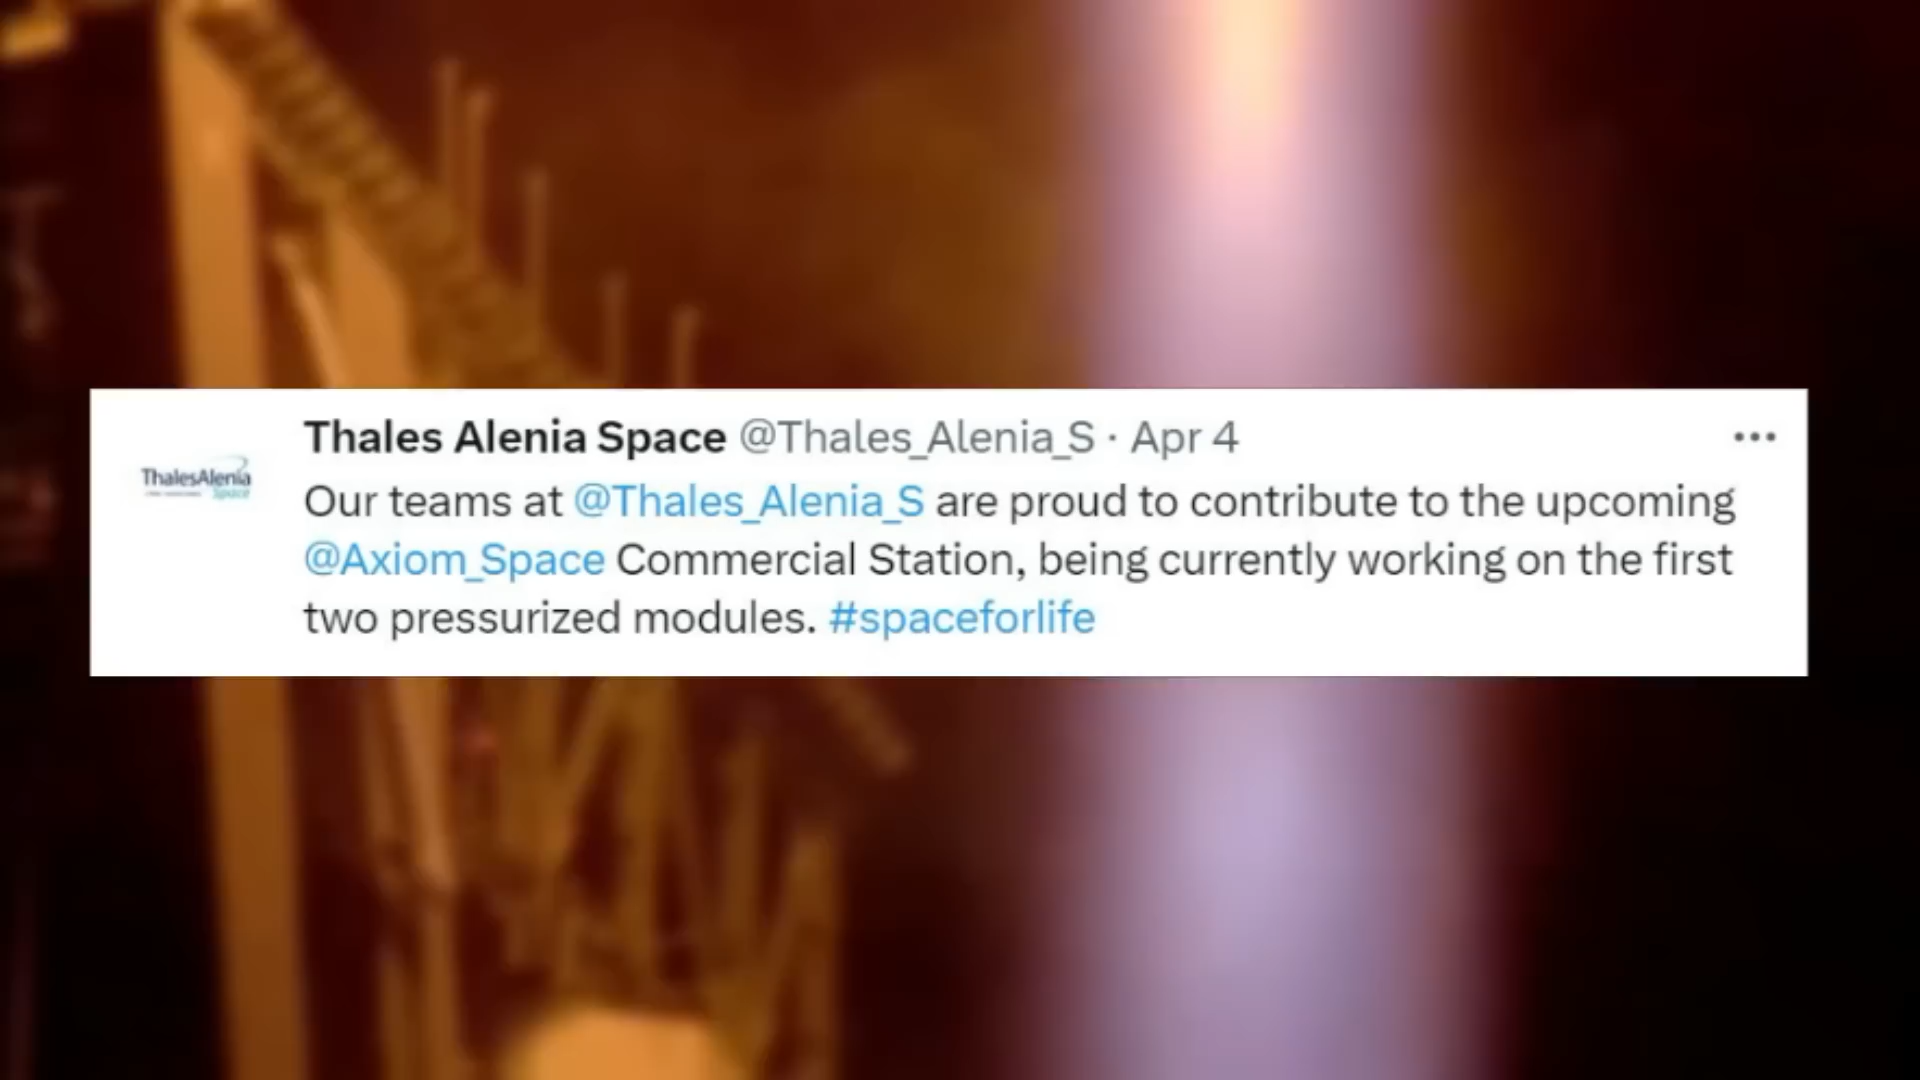 Thales Alenia Space @Thales_Alenia_S · Apr 4
ThalesAlenia
Space
Our teams at @Thales_Alenia_S are proud to contribute to the upcoming
@Axiom_Space Commercial Station, being currently working on the first
two pressurized modules. #spaceforlife